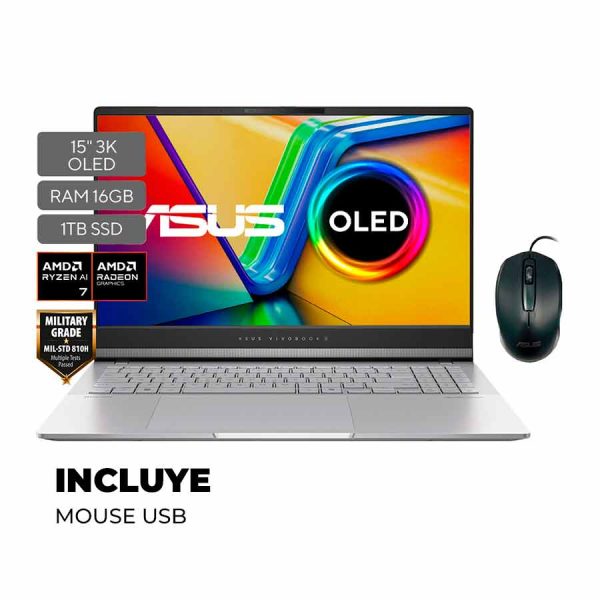 15" 3K
OLED
RAM 16GB
1TB SSD
ASUS
OLED
AMD
RYZEN AI
7
AMD
RADEON
GRAPHICS
MILITARY
GRADE
MIL-STD 810H
Multiple Tests
Passed
ASUS VIVOBOOK S
ASUS
INCLUYE
MOUSE USB